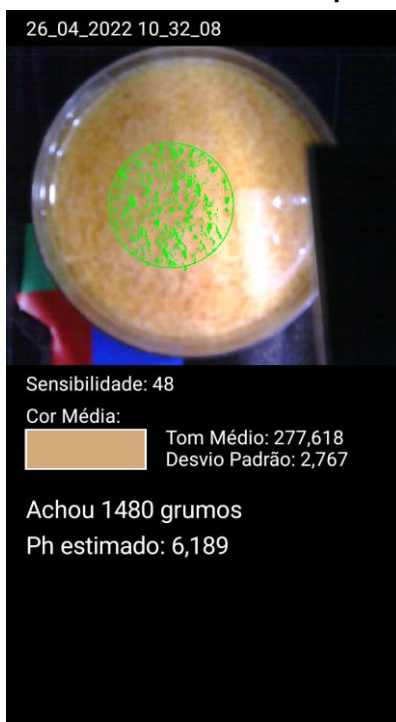 26_04_2022 10_32_08
Sensibilidade: 48
Cor Média:
Tom Médio: 277,618
Desvio Padrão: 2,767
Achou 1480 grumos
Ph estimado: 6,189